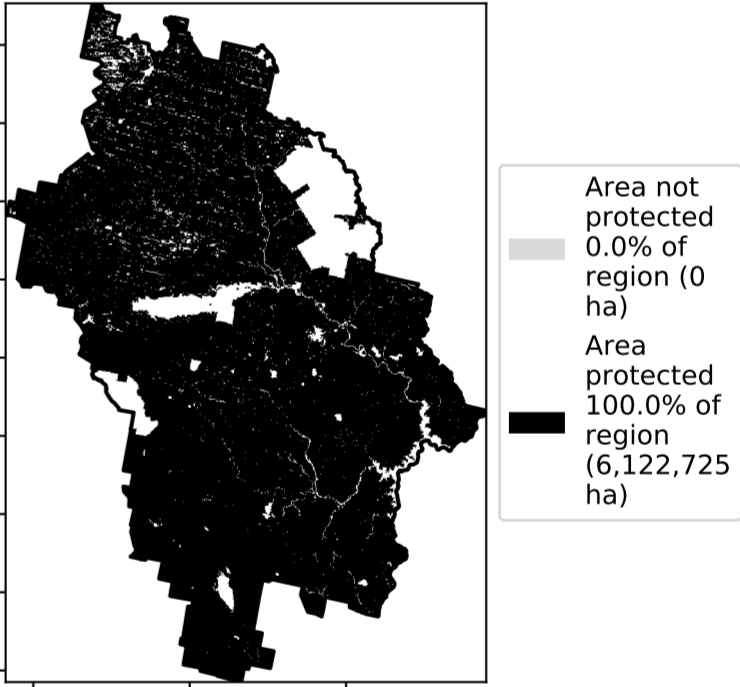 Area not
protected
0.0% of
region (0
ha)
Area
protected
100.0% of
region
(6,122,725
ha)